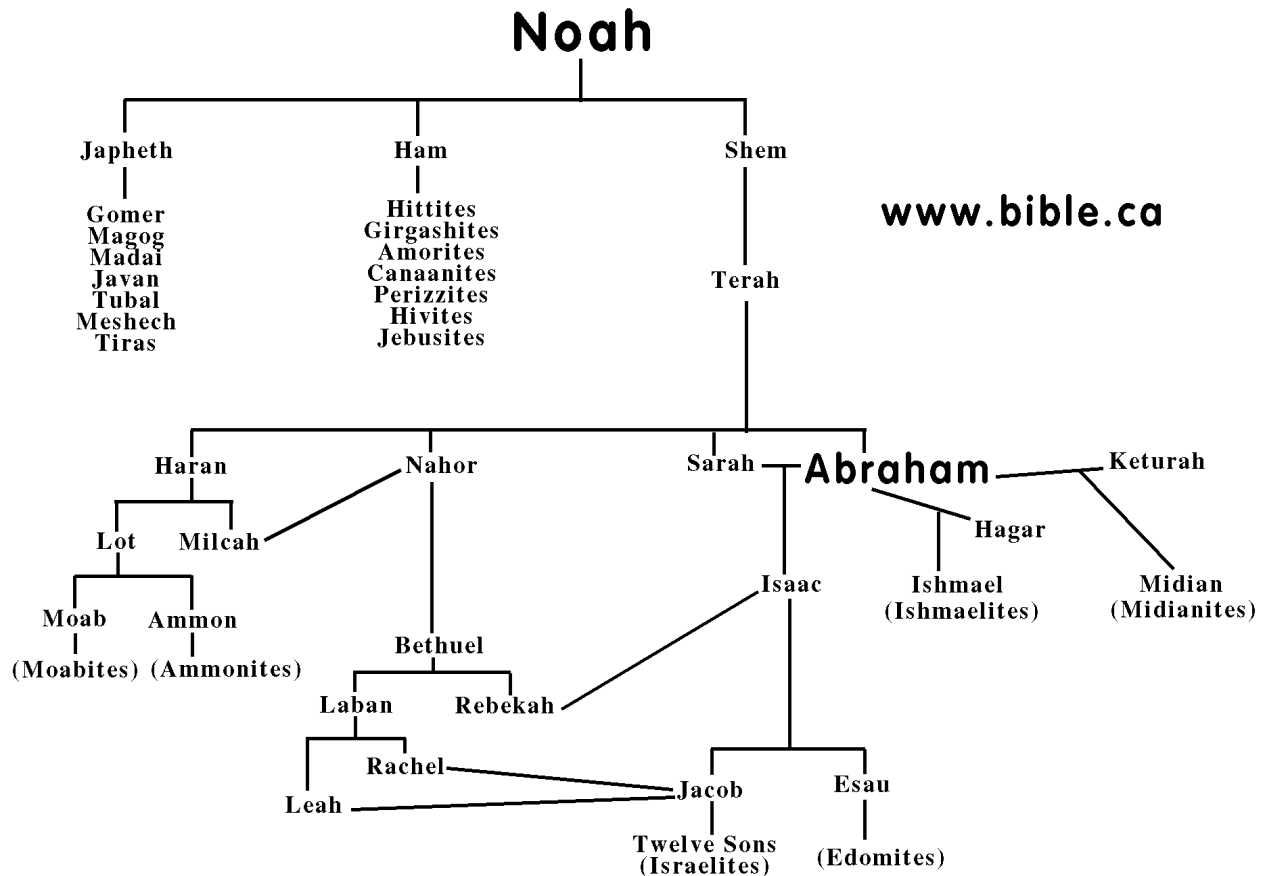 Noah
Japheth
Ham
Shem
Gomer
Magog
Madai
Javan
Tubal
Meshech
Tiras
Hittites
Girgashites
Amorites
Canaanites
Perizzites
Hivites
Jebusites
www.bible.ca
Terah
Haran
Nahor
Sarah
Abraham
Keturah
Lot
Milcah
Hagar
Moab
Ammon
(Moabites)
(Ammonites)
Isaac
Ishmael
(Ishmaelites)
Midian
(Midianites)
Bethuel
Laban
Rebekah
Rachel
Leah
Jacob
Esau
Twelve Sons
(Israelites)
(Edomites)